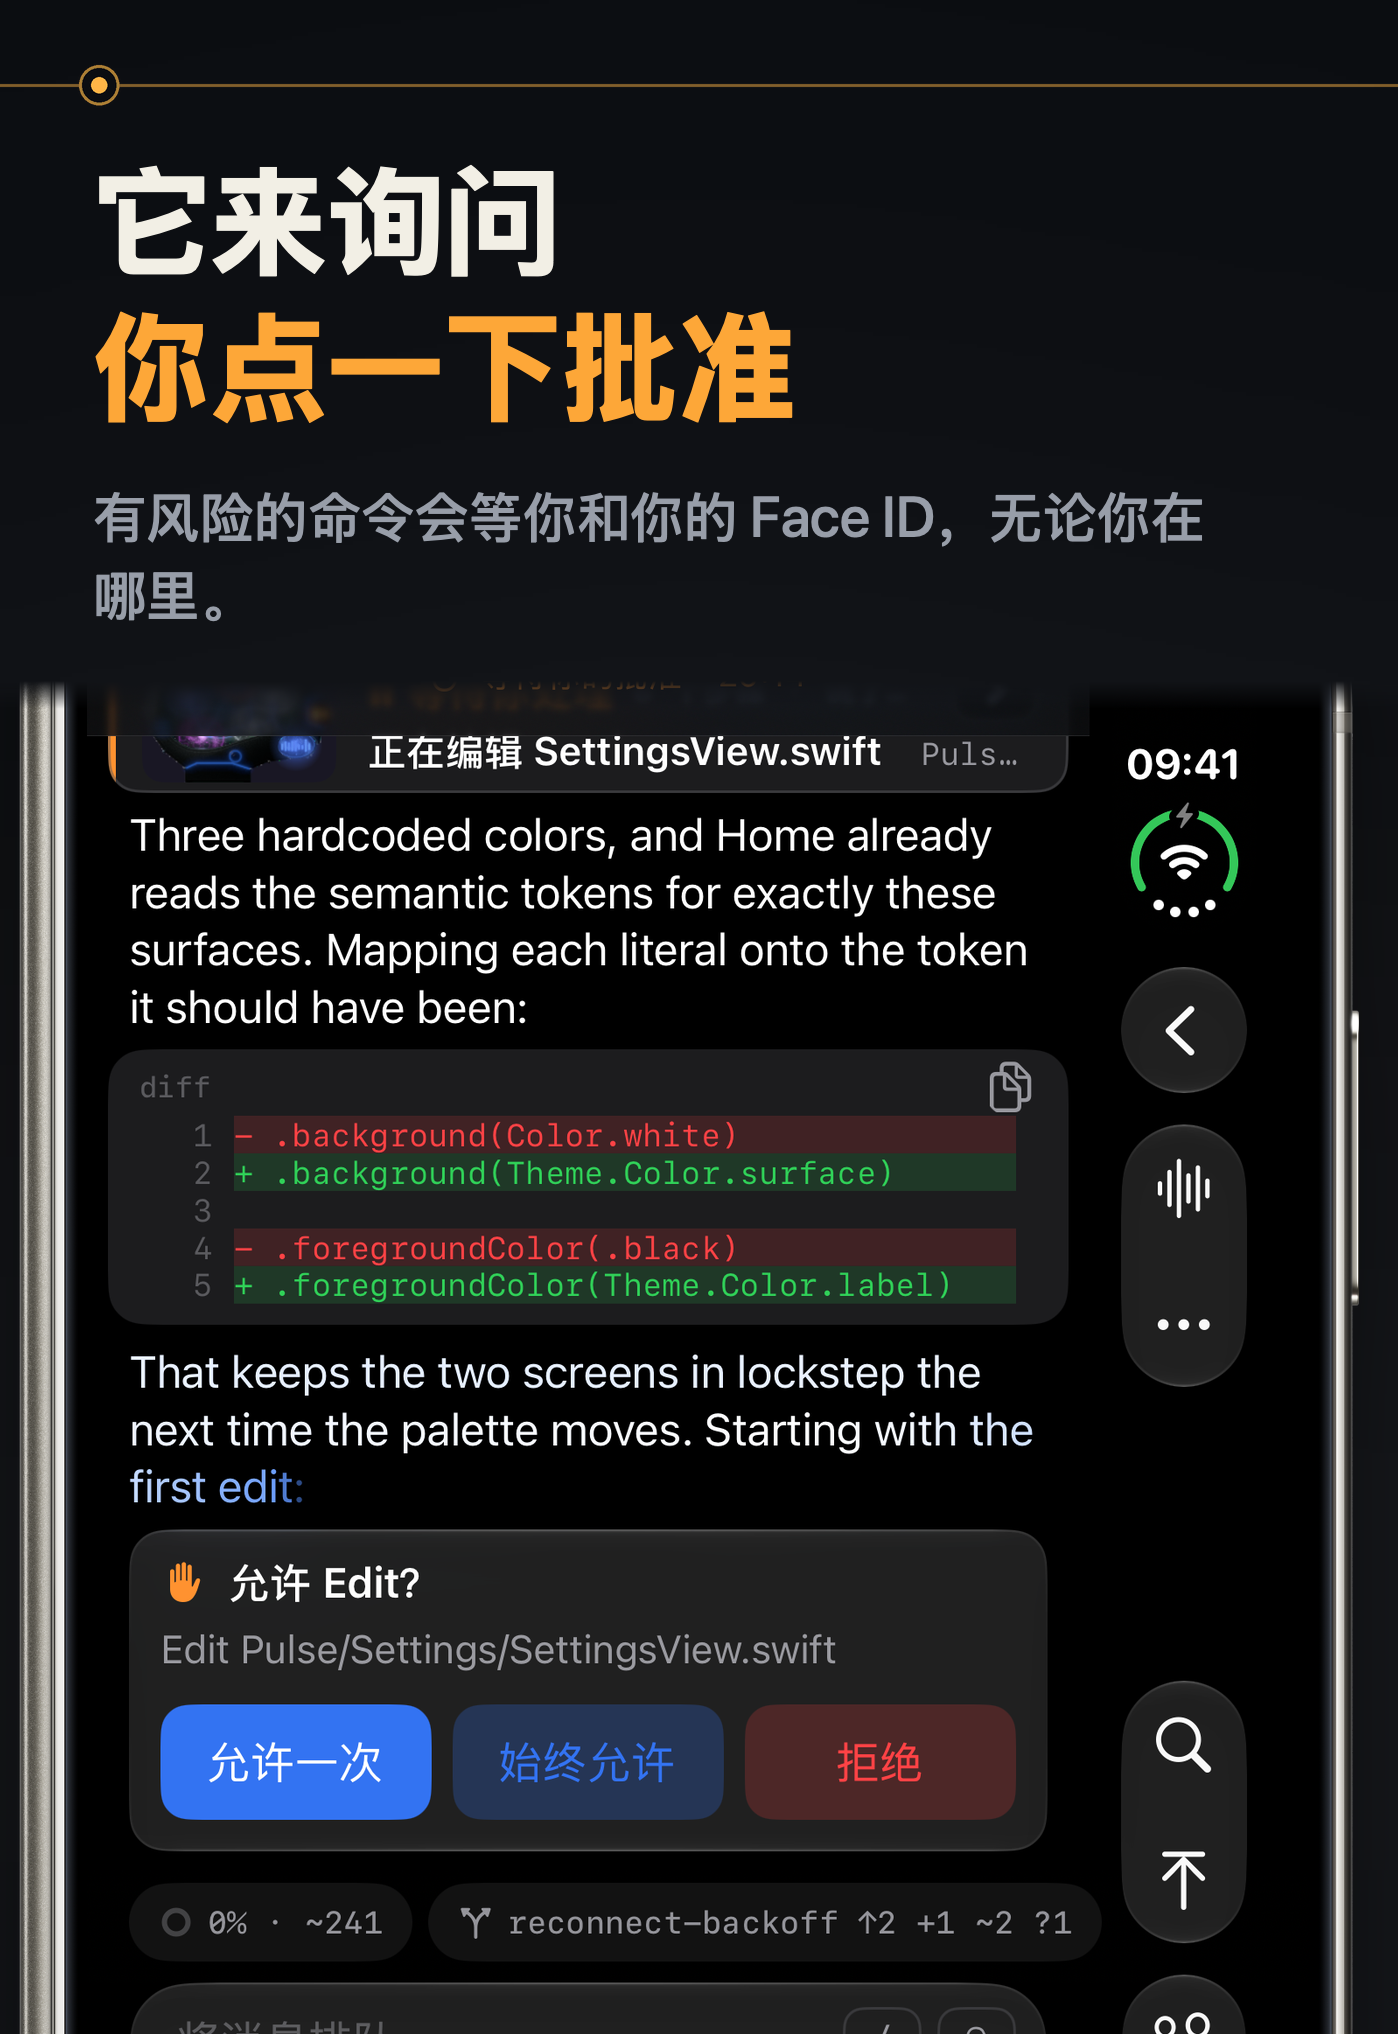 它来询问
你点一下批准
有风险的命令会等你和你的 Face ID，无论你在
哪里。
正在编辑 SettingsView.swift Puls…
09:41
Three hardcoded colors, and Home already
reads the semantic tokens for exactly these
surfaces. Mapping each literal onto the token
it should have been:
diff
1 - .background(Color.white)
2 + .background(Theme.Color.surface)
3
4 - .foregroundColor(.black)
5 + .foregroundColor(Theme.Color.label)
That keeps the two screens in lockstep the
next time the palette moves. Starting with the
first edit:
允许 Edit?
Edit Pulse/Settings/SettingsView.swift
允许一次 始终允许 拒绝
0% · ~241 reconnect-backoff ↑2 +1 ~2 ?1